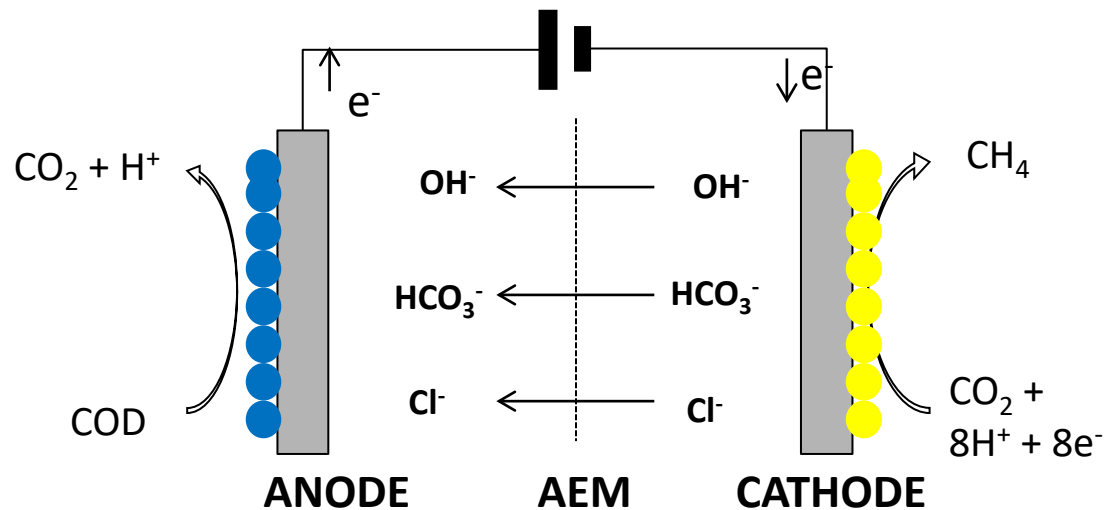 e⁻
e⁻
CO₂ + H⁺
CH₄
OH⁻
OH⁻
HCO₃⁻
HCO₃⁻
Cl⁻
Cl⁻
COD
CO₂ +
8H⁺ + 8e⁻
ANODE
AEM
CATHODE